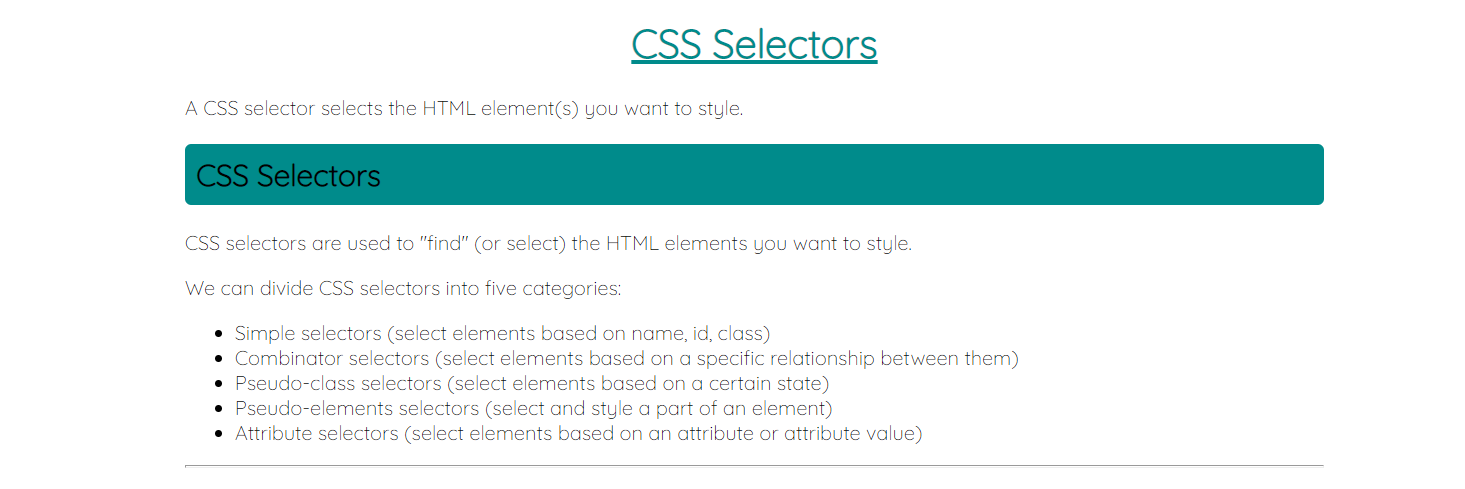 CSS Selectors
A CSS selector selects the HTML element(s) you want to style.
CSS Selectors
CSS selectors are used to "find" (or select) the HTML elements you want to style.
We can divide CSS selectors into five categories:
Simple selectors (select elements based on name, id, class)
Combinator selectors (select elements based on a specific relationship between them)
Pseudo-class selectors (select elements based on a certain state)
Pseudo-elements selectors (select and style a part of an element)
Attribute selectors (select elements based on an attribute or attribute value)